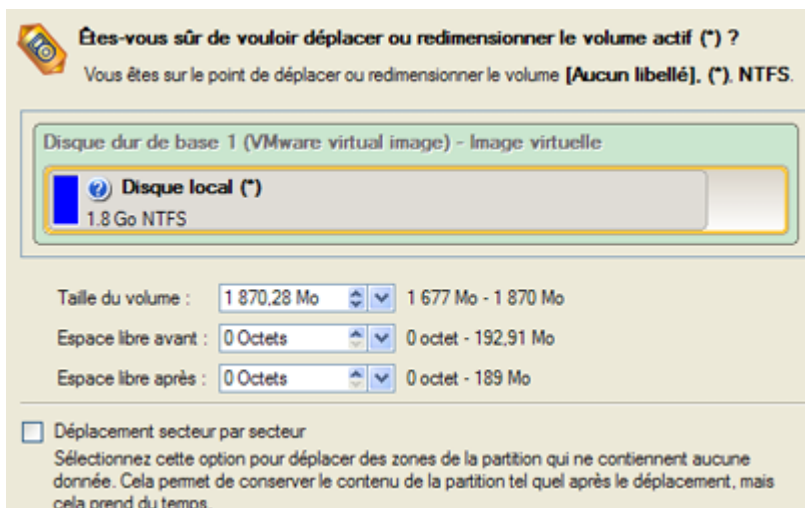 Êtes-vous sûr de vouloir déplacer ou redimensionner le volume actif (*) ?
Vous êtes sur le point de déplacer ou redimensionner le volume [Aucun libellé], (*), NTFS.
Disque dur de base 1 (VMware virtual image) - Image virtuelle
Disque local (*)
1.8 Go NTFS
Taille du volume : 1 870,28 Mo 1 677 Mo - 1 870 Mo
Espace libre avant : 0 Octets 0 octet - 192,91 Mo
Espace libre après : 0 Octets 0 octet - 189 Mo
Déplacement secteur par secteur
Sélectionnez cette option pour déplacer des zones de la partition qui ne contiennent aucune
donnée. Cela permet de conserver le contenu de la partition tel quel après le déplacement, mais
cela prend du temps.